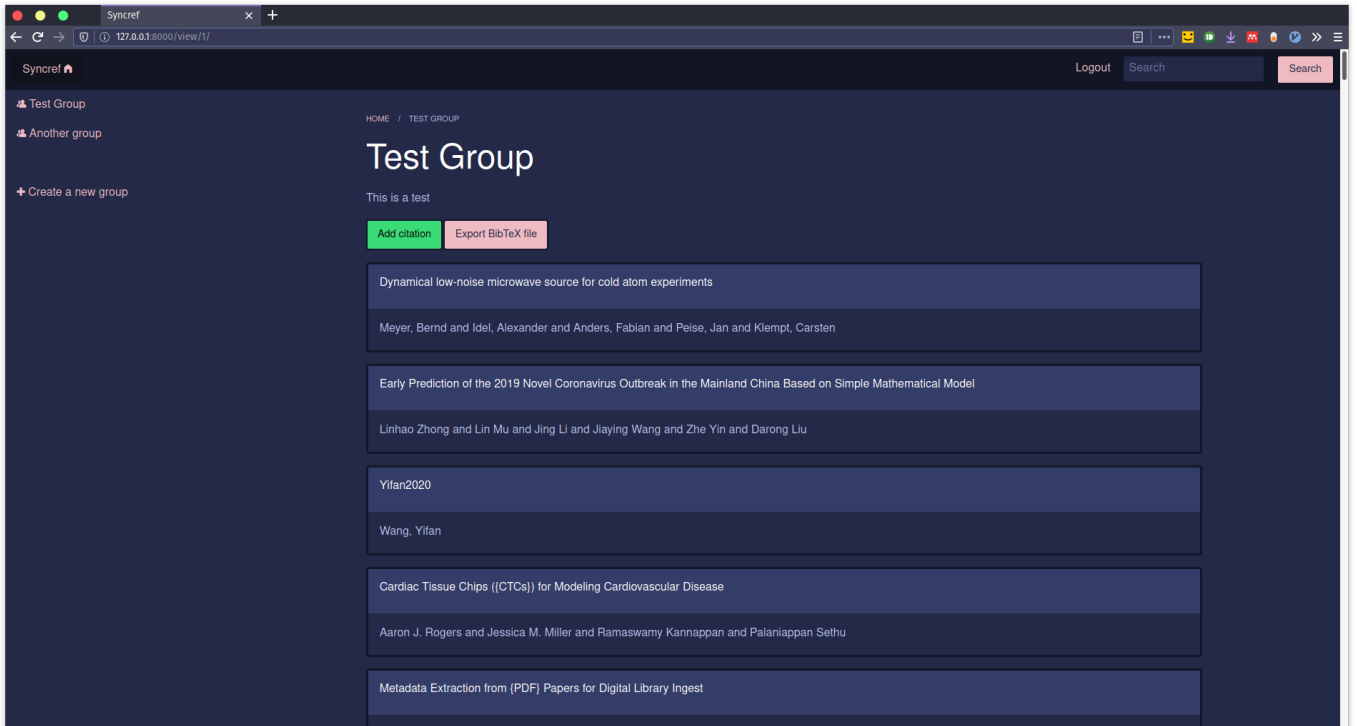 Syncref
127.0.0.1:8000/view/1/
Syncref
Logout
Search
Search
Test Group
Another group
Create a new group
HOME / TEST GROUP
Test Group
This is a test
Add citation
Export BibTeX file
Dynamical low-noise microwave source for cold atom experiments
Meyer, Bernd and Idel, Alexander and Anders, Fabian and Peise, Jan and Klempt, Carsten
Early Prediction of the 2019 Novel Coronavirus Outbreak in the Mainland China Based on Simple Mathematical Model
Linhao Zhong and Lin Mu and Jing Li and Jiaying Wang and Zhe Yin and Darong Liu
Yifan2020
Wang, Yifan
Cardiac Tissue Chips ({CTCs}) for Modeling Cardiovascular Disease
Aaron J. Rogers and Jessica M. Miller and Ramaswamy Kannappan and Palaniappan Sethu
Metadata Extraction from {PDF} Papers for Digital Library Ingest